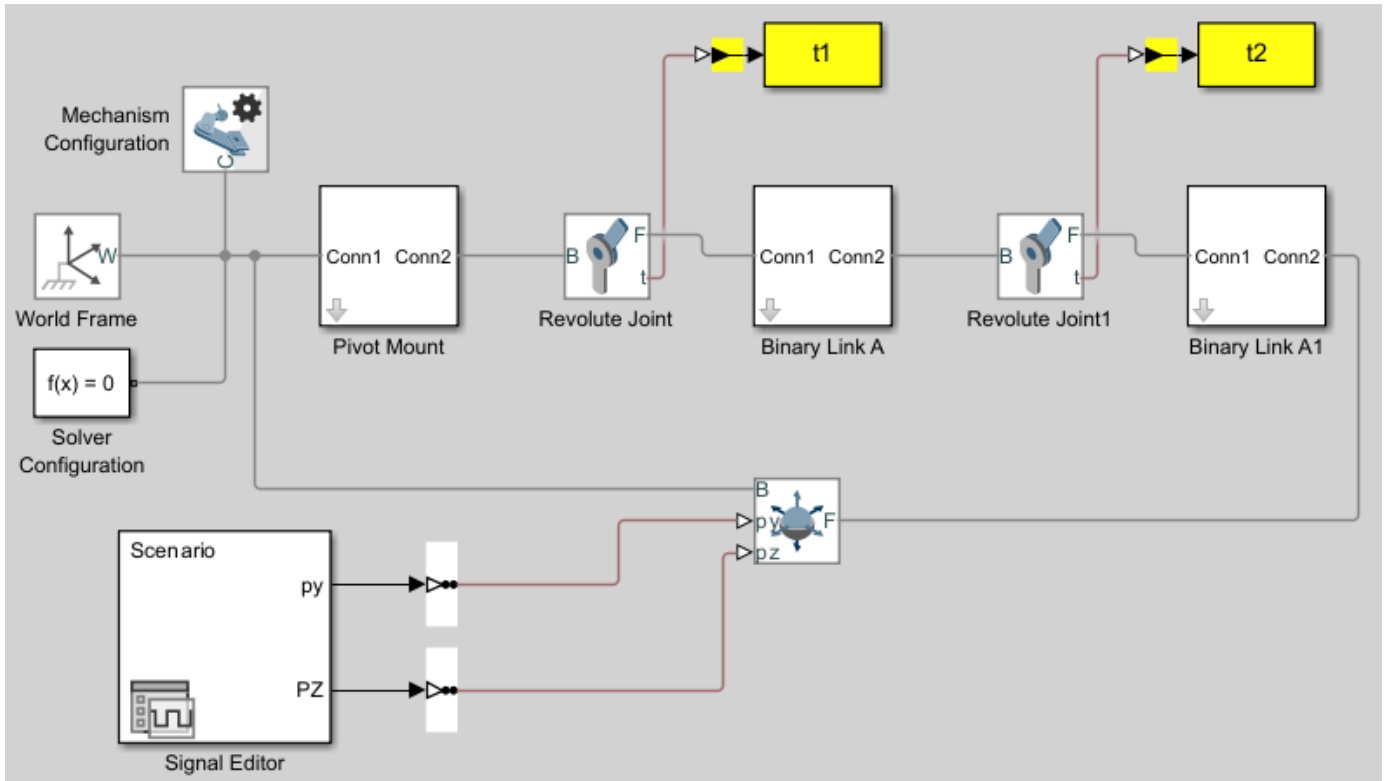 t1
t2
Mechanism
Configuration
C
W
World Frame
Conn1 Conn2
Pivot Mount
B
F
t
Revolute Joint
Conn1 Conn2
Binary Link A
B
F
t
Revolute Joint1
Conn1 Conn2
Binary Link A1
f(x) = 0
Solver
Configuration
B
py
pz
F
Scenario
py
PZ
Signal Editor